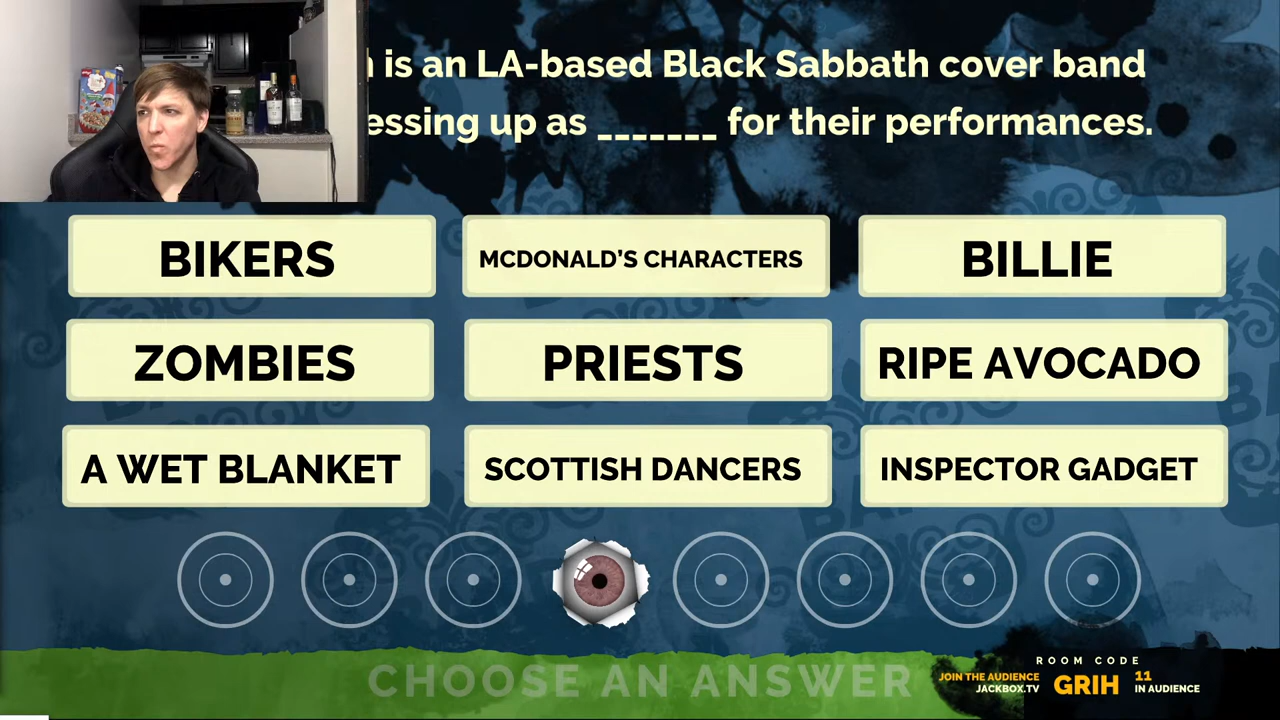 is an LA-based Black Sabbath cover band
essing up as _______ for their performances.
BIKERS
MCDONALD'S CHARACTERS
BILLIE
ZOMBIES
PRIESTS
RIPE AVOCADO
A WET BLANKET
SCOTTISH DANCERS
INSPECTOR GADGET
CHOOSE AN ANSWER
ROOM CODE
JOIN THE AUDIENCE
JACKBOX.TV
GRIH
11
IN AUDIENCE